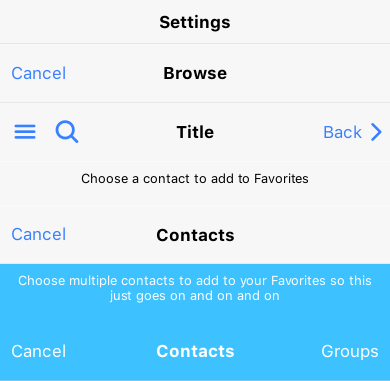 Settings
Cancel Browse
Title Back
Choose a contact to add to Favorites
Cancel Contacts
Choose multiple contacts to add to your Favorites so this
just goes on and on and on
Cancel Contacts Groups